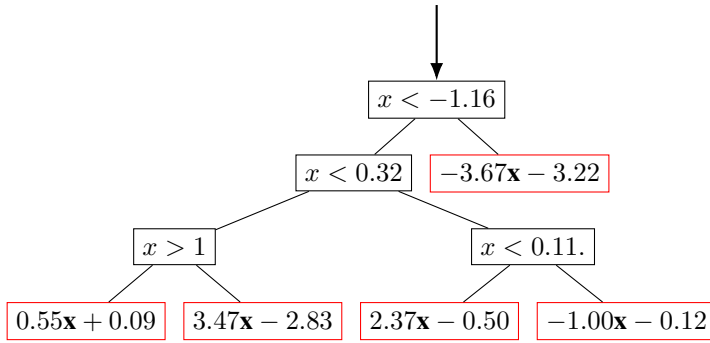 x < −1.16
x < 0.32
−3.67x − 3.22
x > 1
x < 0.11.
0.55x + 0.09
3.47x − 2.83
2.37x − 0.50
−1.00x − 0.12